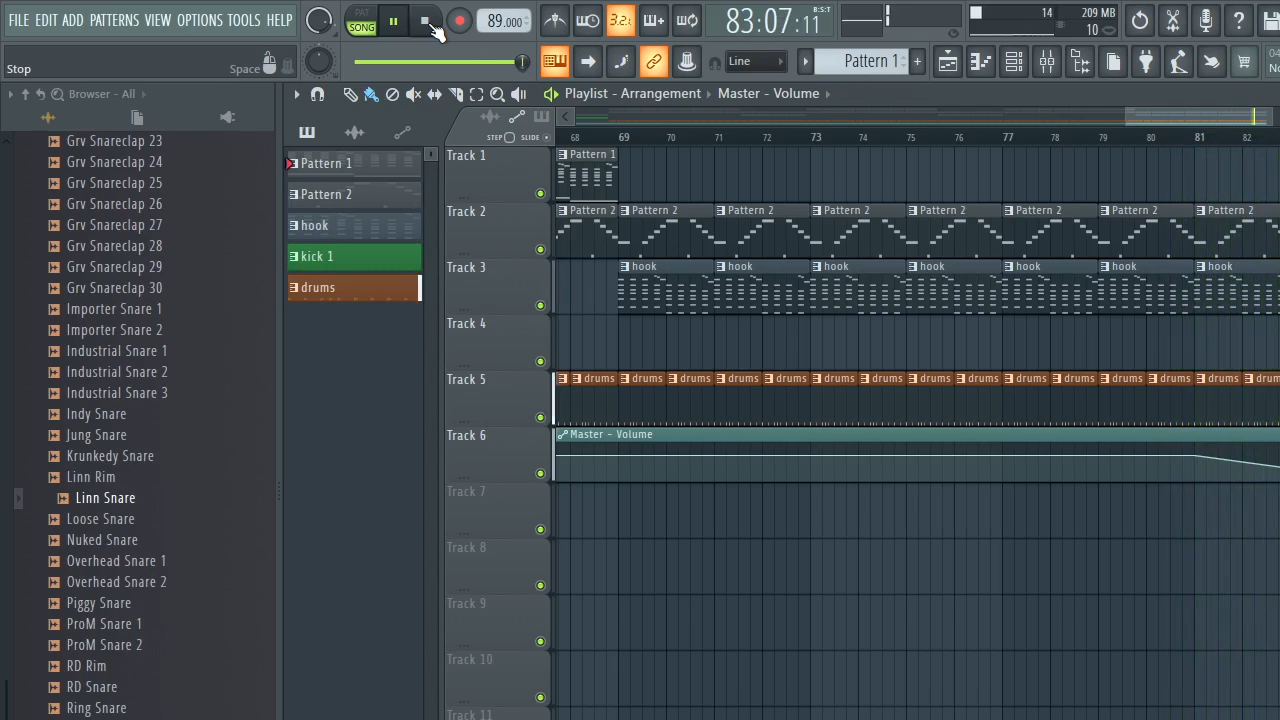 FILE EDIT ADD PATTERNS VIEW OPTIONS TOOLS HELP
PAT
SONG
89.000
3.2.
83:07:11
B:S:T
14
209 MB
10
Stop
Space
Line
Pattern 1
Browser - All
Playlist - Arrangement
Master - Volume
STEP
SLIDE
68 69 70 71 72 73 74 75 76 77 78 79 80 81 82
Grv Snareclap 23
Grv Snareclap 24
Grv Snareclap 25
Grv Snareclap 26
Grv Snareclap 27
Grv Snareclap 28
Grv Snareclap 29
Grv Snareclap 30
Importer Snare 1
Importer Snare 2
Industrial Snare 1
Industrial Snare 2
Industrial Snare 3
Indy Snare
Jung Snare
Krunkedy Snare
Linn Rim
Linn Snare
Loose Snare
Nuked Snare
Overhead Snare 1
Overhead Snare 2
Piggy Snare
ProM Snare 1
ProM Snare 2
RD Rim
RD Snare
Ring Snare
Pattern 1
Pattern 2
hook
kick 1
drums
Track 1
Pattern 1
Track 2
Pattern 2 Pattern 2 Pattern 2 Pattern 2 Pattern 2 Pattern 2 Pattern 2 Pattern 2
Track 3
hook hook hook hook hook hook hook
Track 4
Track 5
drums drums drums drums drums drums drums drums drums drums drums drums drums drums drums
Track 6
Master - Volume
Track 7
Track 8
Track 9
Track 10
Track 11